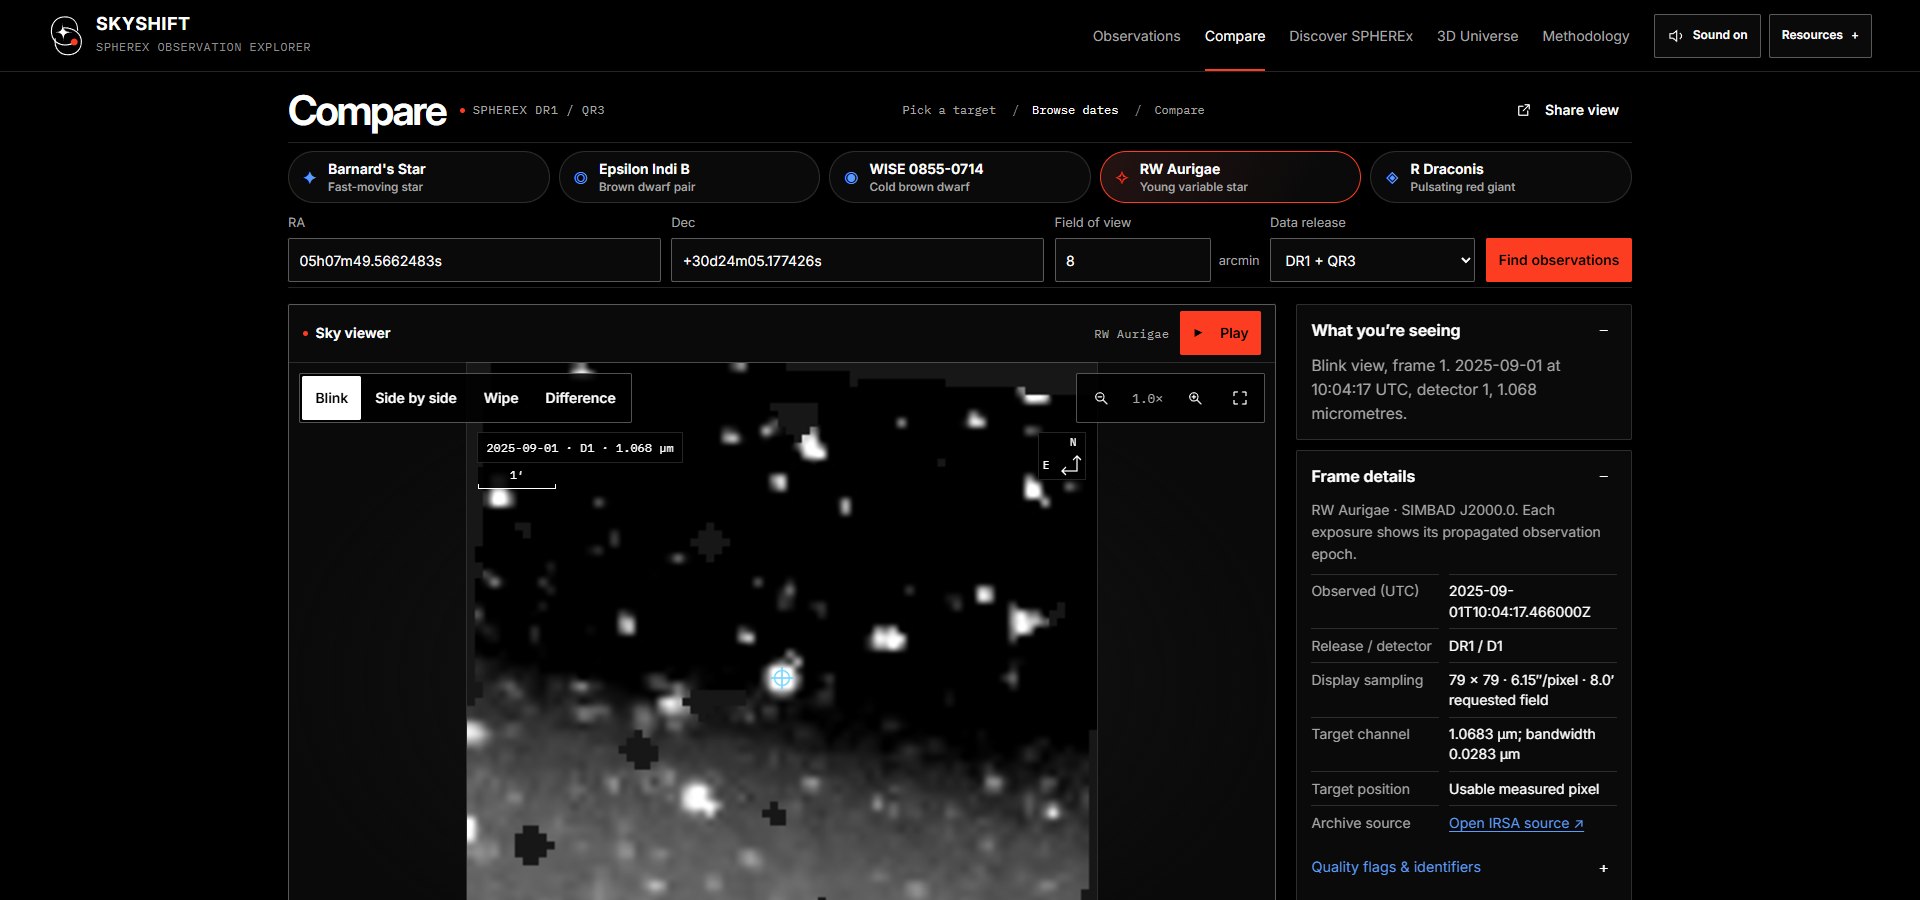 SKYSHIFT
SPHEREX OBSERVATION EXPLORER
Observations
Compare
Discover SPHEREx
3D Universe
Methodology
Sound on
Resources +
Compare
SPHEREX DR1 / QR3
Pick a target / Browse dates / Compare
Share view
Barnard's Star
Fast-moving star
Epsilon Indi B
Brown dwarf pair
WISE 0855-0714
Cold brown dwarf
RW Aurigae
Young variable star
R Draconis
Pulsating red giant
RA
05h07m49.5662483s
Dec
+30d24m05.177426s
Field of view
8
arcmin
Data release
DR1 + QR3
Find observations
Sky viewer
RW Aurigae
Play
Blink
Side by side
Wipe
Difference
1.0×
2025-09-01 · D1 · 1.068 µm
1′
N
E
What you’re seeing
Blink view, frame 1. 2025-09-01 at
10:04:17 UTC, detector 1, 1.068
micrometres.
Frame details
RW Aurigae · SIMBAD J2000.0. Each
exposure shows its propagated observation
epoch.
Observed (UTC)
2025-09-
01T10:04:17.466000Z
Release / detector
DR1 / D1
Display sampling
79 × 79 · 6.15″/pixel · 8.0′
requested field
Target channel
1.0683 µm; bandwidth
0.0283 µm
Target position
Usable measured pixel
Archive source
Open IRSA source ↗
Quality flags & identifiers
+